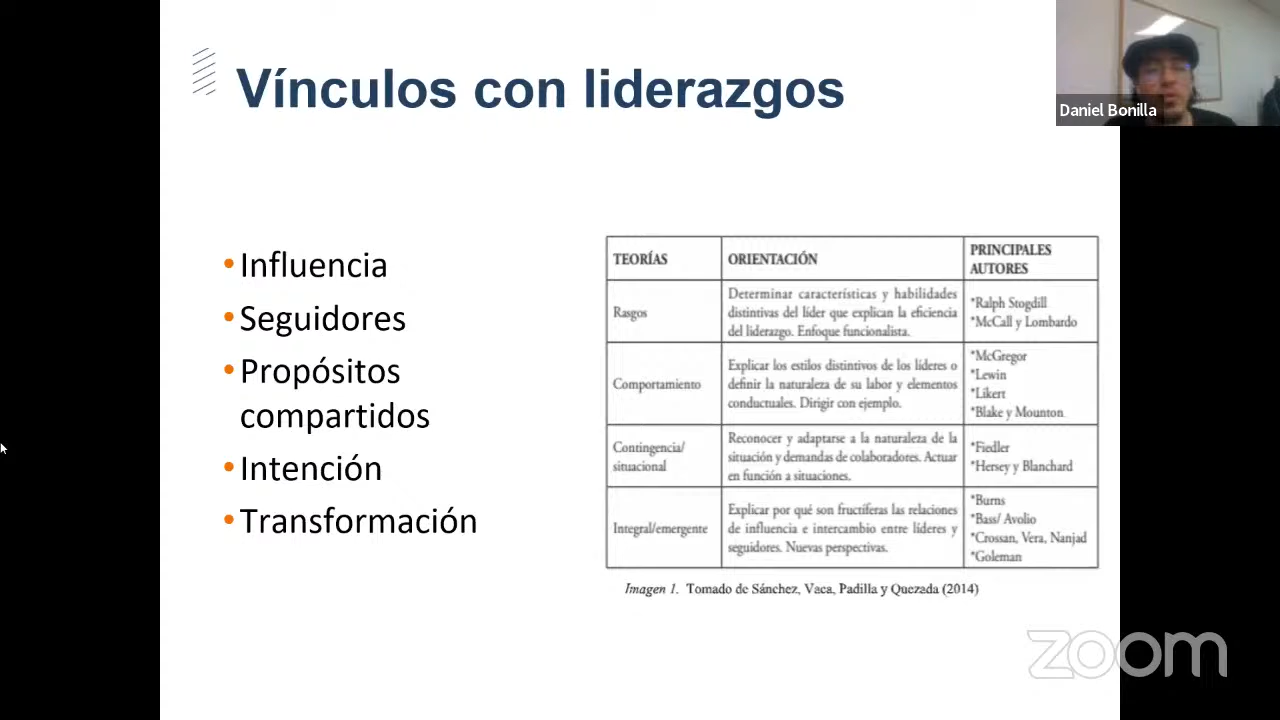 Vínculos con liderazgos
Daniel Bonilla
•Influencia
•Seguidores
•Propósitos
compartidos
•Intención
•Transformación
TEORÍAS
ORIENTACIÓN
PRINCIPALES
AUTORES
Rasgos
Determinar características y habilidades
distintivas del líder que explican la eficiencia
del liderazgo. Enfoque funcionalista.
*Ralph Stogdill
*McCall y Lombardo
Comportamiento
Explicar los estilos distintivos de los líderes o
definir la naturaleza de su labor y elementos
conductuales. Dirigir con ejemplo.
*McGregor
*Lewin
*Likert
*Blake y Mounton
Contingencia/
situacional
Reconocer y adaptarse a la naturaleza de la
situación y demandas de colaboradores. Actuar
en función a situaciones.
*Fiedler
*Hersey y Blanchard
Integral/emergente
Explicar por qué son fructíferas las relaciones
de influencia e intercambio entre líderes y
seguidores. Nuevas perspectivas.
*Burns
*Bass/ Avolio
*Crossan, Vera, Nanjad
*Goleman
Imagen 1. Tomado de Sánchez, Vaca, Padilla y Quezada (2014)
zoom